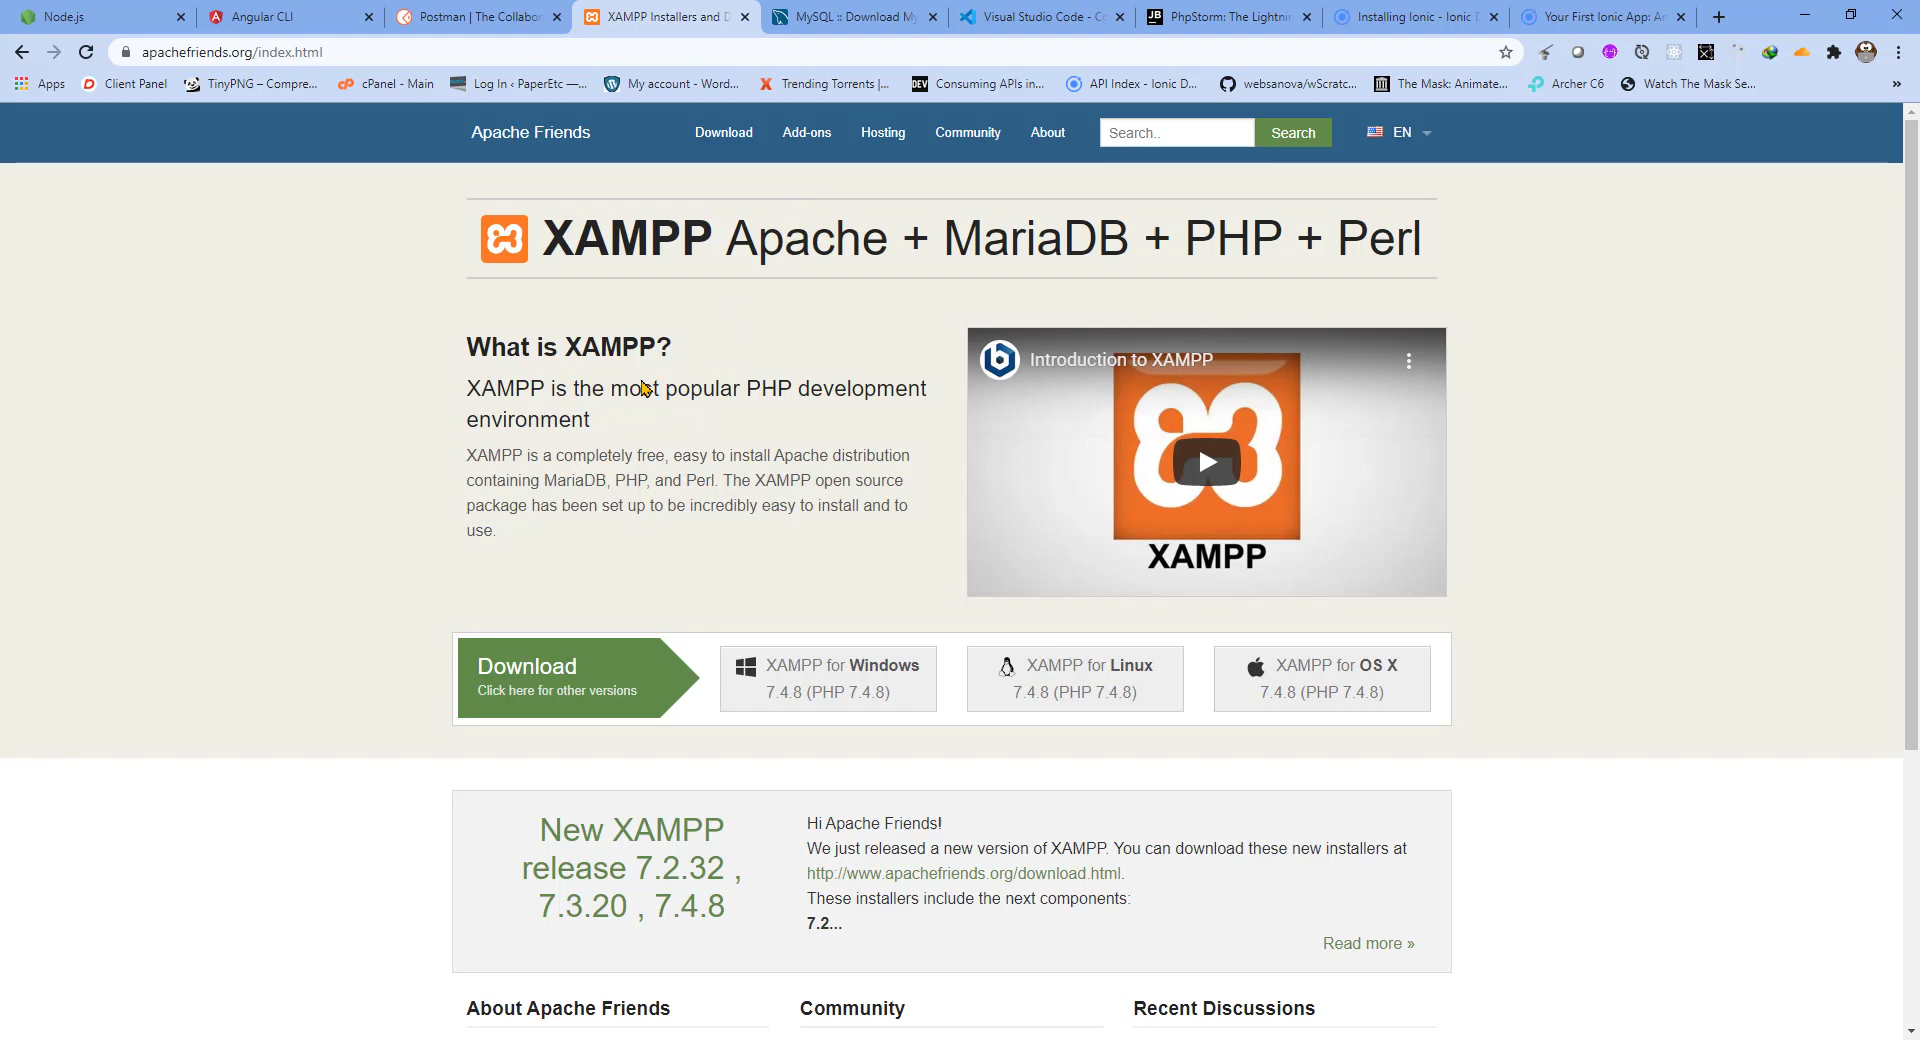 Node.js
Angular CLI
Postman | The Collabor
XAMPP Installers and D
MySQL :: Download My
Visual Studio Code - Co
PhpStorm: The Lightnin
Installing Ionic - Ionic D
Your First Ionic App: An
apachefriends.org/index.html
Apps
Client Panel
TinyPNG – Compre...
cPanel - Main
Log In ‹ PaperEtc —...
My account - Word...
Trending Torrents |...
Consuming APIs in...
API Index - Ionic D...
websanova/wScratc...
The Mask: Animate...
Archer C6
Watch The Mask Se...
»
Apache Friends
Download
Add-ons
Hosting
Community
About
Search..
Search
EN
XAMPP Apache + MariaDB + PHP + Perl
What is XAMPP?
XAMPP is the most popular PHP development
environment
XAMPP is a completely free, easy to install Apache distribution
containing MariaDB, PHP, and Perl. The XAMPP open source
package has been set up to be incredibly easy to install and to
use.
Introduction to XAMPP
XAMPP
Download
Click here for other versions
XAMPP for Windows
7.4.8 (PHP 7.4.8)
XAMPP for Linux
7.4.8 (PHP 7.4.8)
XAMPP for OS X
7.4.8 (PHP 7.4.8)
New XAMPP
release 7.2.32 ,
7.3.20 , 7.4.8
Hi Apache Friends!
We just released a new version of XAMPP. You can download these new installers at
http://www.apachefriends.org/download.html.
These installers include the next components:
7.2...
Read more »
About Apache Friends
Community
Recent Discussions